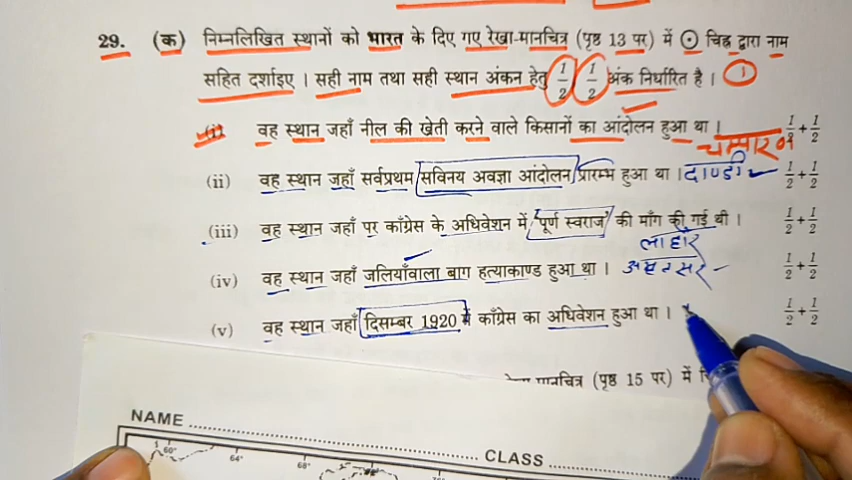 29. (क) निम्नलिखित स्थानों को भारत के दिए गए रेखा-मानचित्र (पृष्ठ 13 पर) में ⊙ चिह्न द्वारा नाम
सहित दर्शाइए । सही नाम तथा सही स्थान अंकन हेतु 1/2 1/2 अंक निर्धारित है । 1
(i) वह स्थान जहाँ नील की खेती करने वाले किसानों का आंदोलन हुआ था । 1/2 + 1/2
चम्पारन
(ii) वह स्थान जहाँ सर्वप्रथम सविनय अवज्ञा आंदोलन प्रारम्भ हुआ था । दाण्डी 1/2 + 1/2
(iii) वह स्थान जहाँ पर काँग्रेस के अधिवेशन में 'पूर्ण स्वराज' की माँग की गई थी । 1/2 + 1/2
लाहौर
(iv) वह स्थान जहाँ जलियाँवाला बाग हत्याकाण्ड हुआ था । अमृतसर 1/2 + 1/2
(v) वह स्थान जहाँ दिसम्बर 1920 में काँग्रेस का अधिवेशन हुआ था । 1/2 + 1/2
मानचित्र (पृष्ठ 15 पर) में
NAME
CLASS
60° 64° 68°